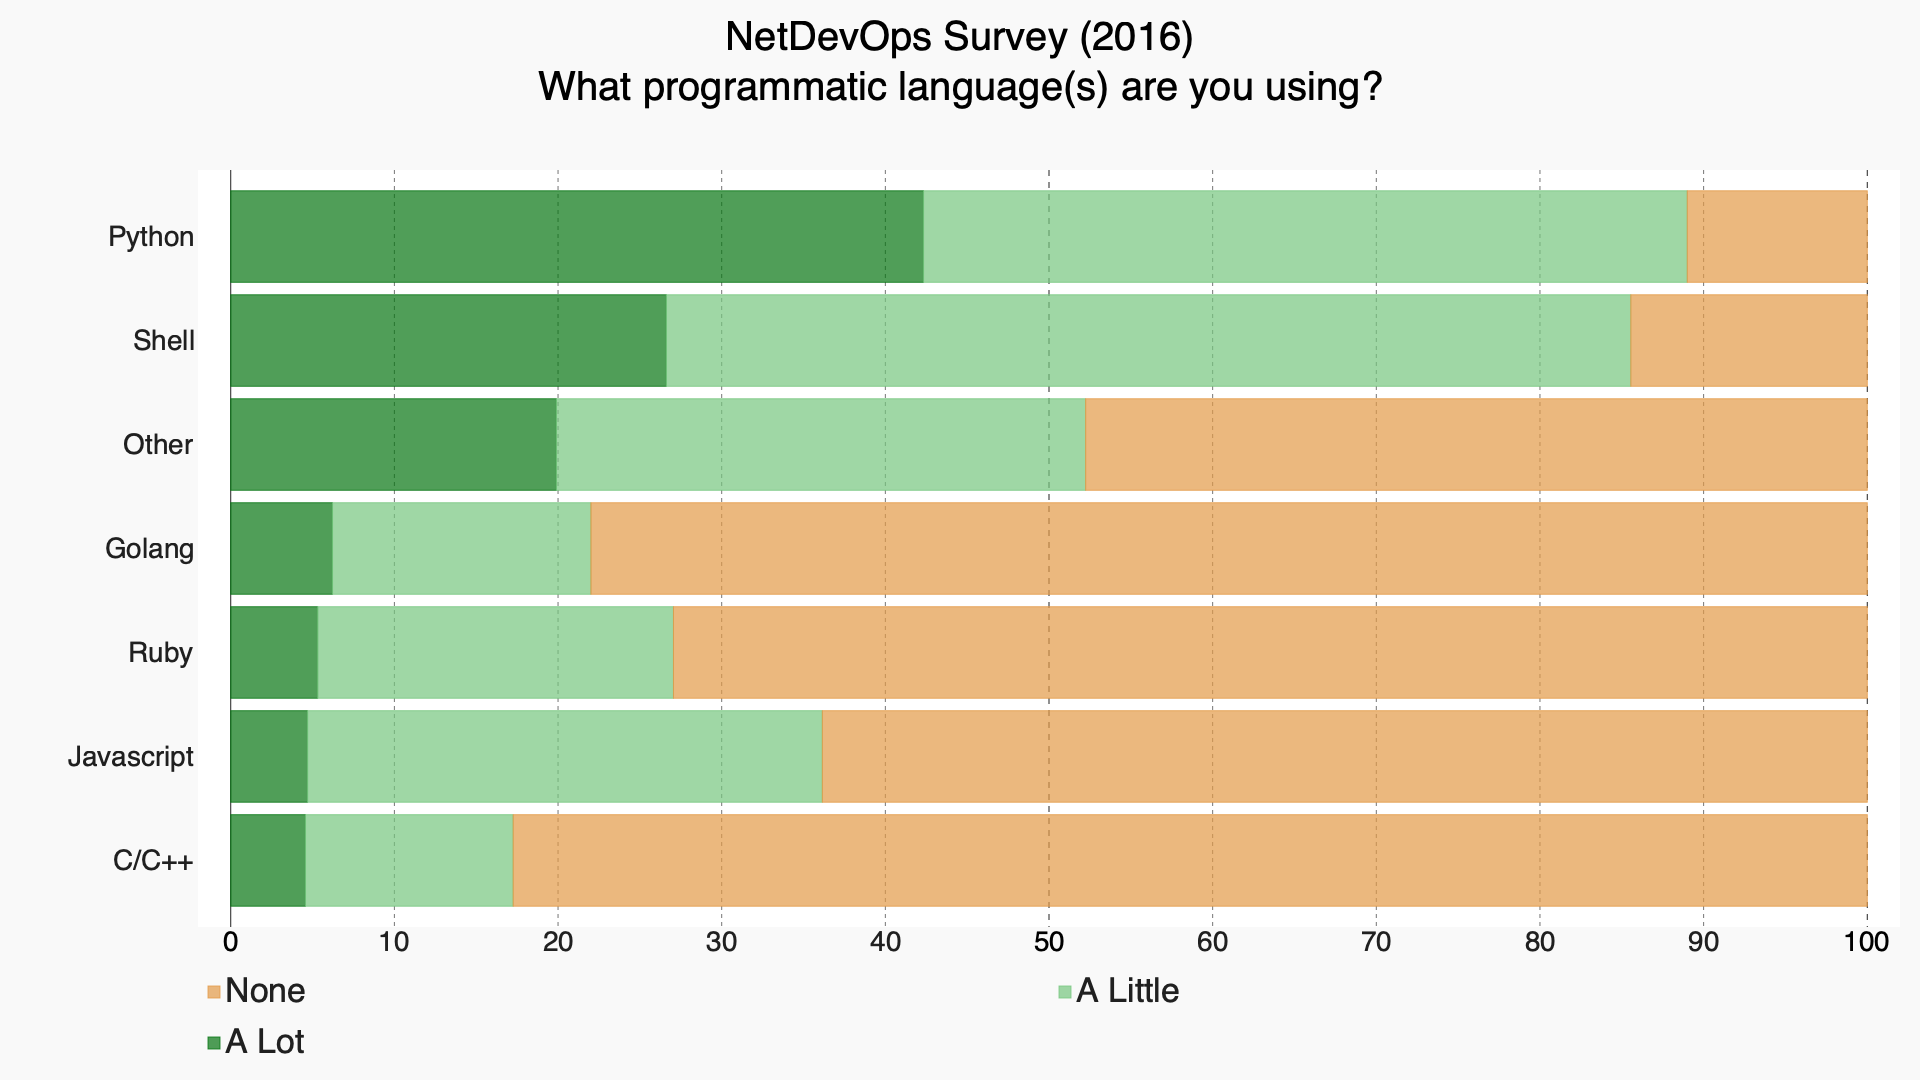 NetDevOps Survey (2016)
What programmatic language(s) are you using?
Python
Shell
Other
Golang
Ruby
Javascript
C/C++
0 10 20 30 40 50 60 70 80 90 100
None A Little
A Lot